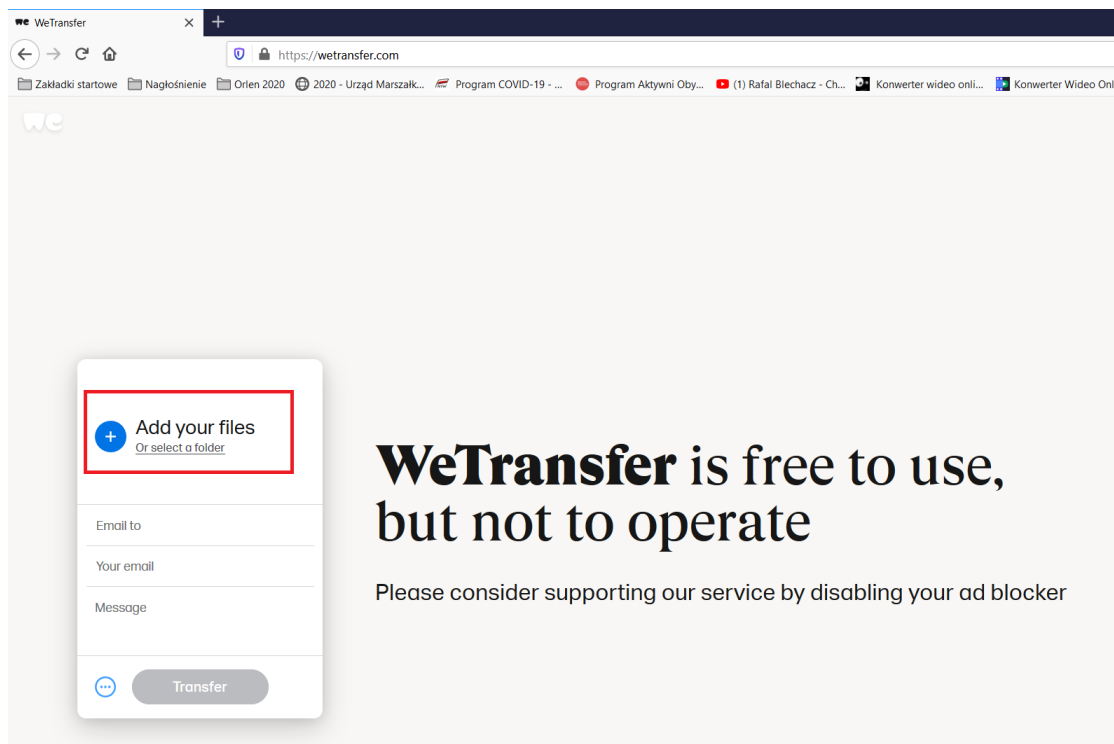 we WeTransfer
https://wetransfer.com
Zakładki startowe Nagłośnienie Orlen 2020 2020 - Urząd Marszałk... Program COVID-19 - ... Program Aktywni Oby... (1) Rafal Blechacz - Ch... Konwerter wideo onli... Konwerter Wideo Onl
we
Add your files
Or select a folder
WeTransfer is free to use,
but not to operate
Email to
Your email
Please consider supporting our service by disabling your ad blocker
Message
Transfer